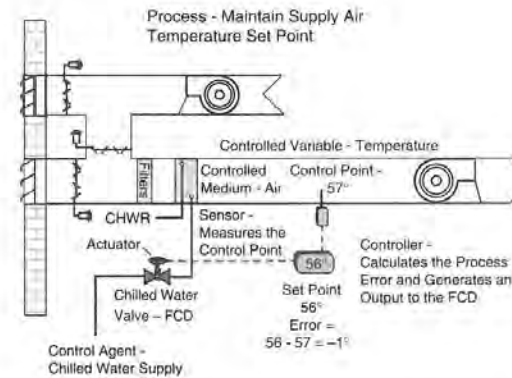 Process - Maintain Supply Air
Temperature Set Point
Controlled Variable - Temperature
Filters
Controlled
Medium - Air
Control Point -
57°
CHWR
Sensor -
Measures the
Control Point
Actuator
56°
Controller -
Calculates the Process
Error and Generates an
Output to the FCD
Chilled Water
Valve – FCD
Set Point
56°
Error =
56 - 57 = –1°
Control Agent -
Chilled Water Supply